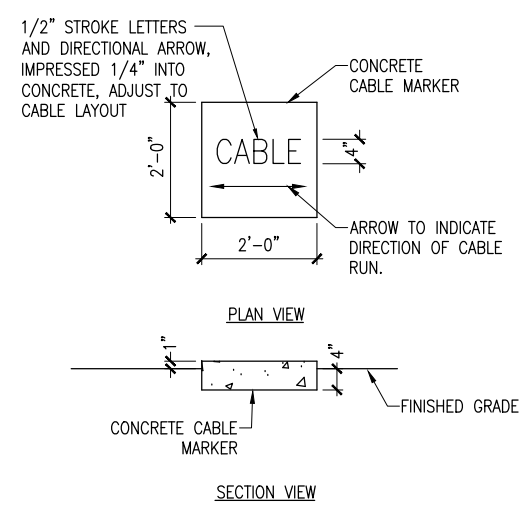 1/2" STROKE LETTERS
AND DIRECTIONAL ARROW,
IMPRESSED 1/4" INTO
CONCRETE, ADJUST TO
CABLE LAYOUT
CONCRETE
CABLE MARKER
CABLE
4"
2'-0"
2'-0"
ARROW TO INDICATE
DIRECTION OF CABLE
RUN.
PLAN VIEW
1"
4"
FINISHED GRADE
CONCRETE CABLE
MARKER
SECTION VIEW